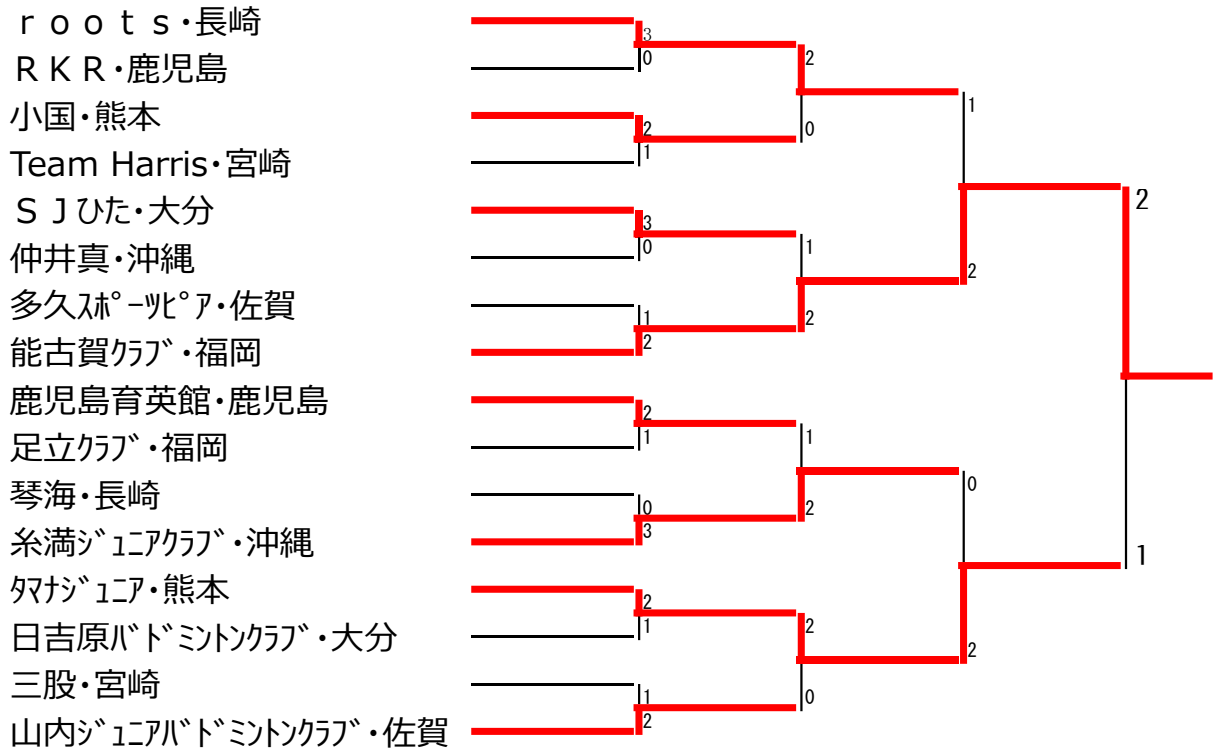 ｒｏｏｔｓ・長崎
3
ＲＫＲ・鹿児島
0
2
小国・熊本
2
0
1
Team Harris・宮崎
1
2
ＳＪひた・大分
3
仲井真・沖縄
0
1
2
多久ｽﾎﾟｰﾂﾋﾟｱ・佐賀
1
2
能古賀ｸﾗﾌﾞ・福岡
2
鹿児島育英館・鹿児島
2
足立ｸﾗﾌﾞ・福岡
1
1
琴海・長崎
0
2
0
糸満ｼﾞｭﾆｱｸﾗﾌﾞ・沖縄
3
1
ﾀﾏﾅｼﾞｭﾆｱ・熊本
2
日吉原ﾊﾞﾄﾞﾐﾝﾄﾝｸﾗﾌﾞ・大分
1
2
2
三股・宮崎
1
0
山内ｼﾞｭﾆｱﾊﾞﾄﾞﾐﾝﾄﾝｸﾗﾌﾞ・佐賀
2